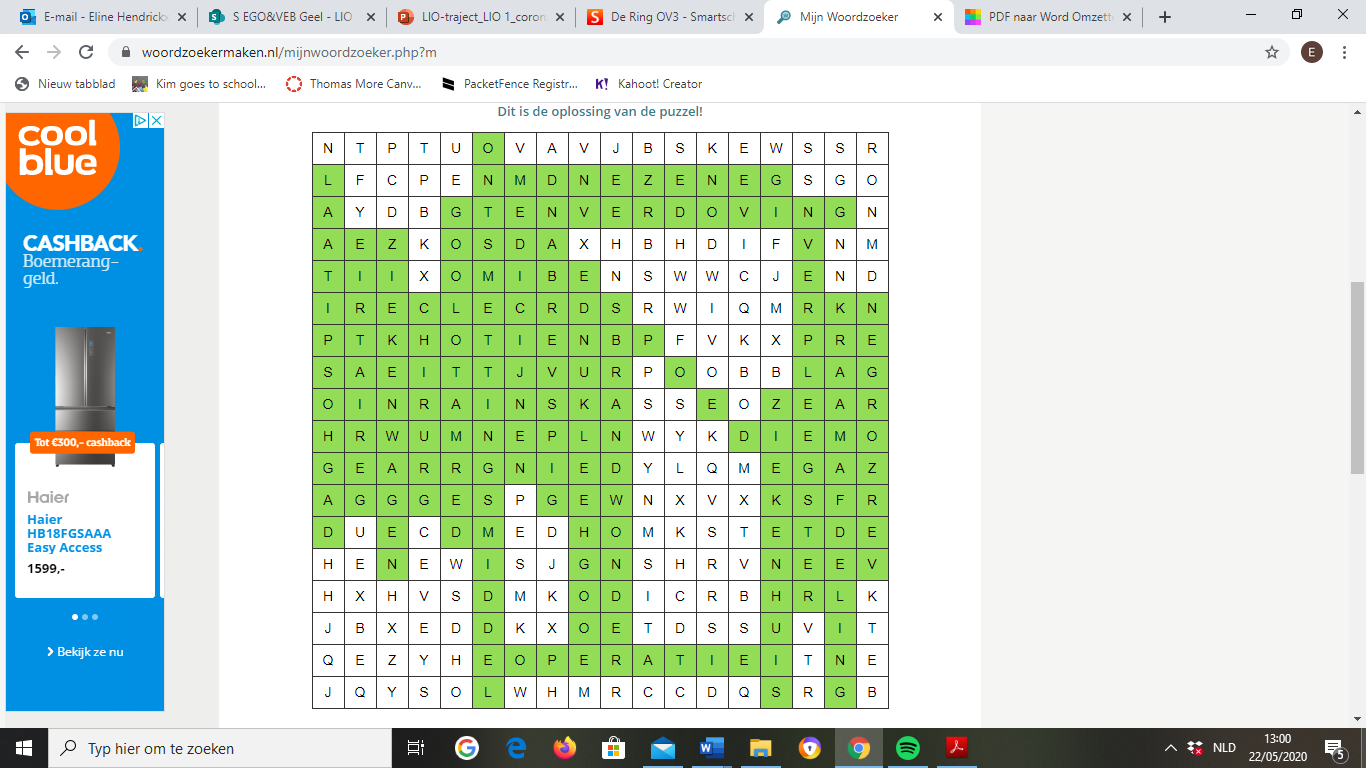 E-mail - Eline Hendrickx
S EGO&VEB Geel - LIO
LIO-traject_LIO 1_coron
De Ring OV3 - Smartsch
Mijn Woordzoeker
PDF naar Word Omzett
woordzoekermaken.nl/mijnwoordzoeker.php?m
E
Nieuw tabblad
Kim goes to school...
Thomas More Canv...
PacketFence Registr...
K! Kahoot! Creator
Dit is de oplossing van de puzzel!
N T P T U O V A V J B S K E W S S R
L F C P E N M D N E Z E N E G S G O
A Y D B G T E N V E R D O V I N G N
A E Z K O S D A X H B H D I F V N M
T I I X O M I B E N S W W C J E N D
I R E C L E C R D S R W I Q M R K N
P T K H O T I E N B P F V K X P R E
S A E I T T J V U R P O O B B L A G
O I N R A I N S K A S S E O Z E A R
H R W U M N E P L N W Y K D I E M O
G E A R R G N I E D Y L Q M E G A Z
A G G G E S P G E W N X V X K S F R
D U E C D M E D H O M K S T E T D E
H E N E W I S J G N S H R V N E E V
H X H V S D M K O D I C R B H R L K
J B X E D D K X O E T D S S U V I T
Q E Z Y H E O P E R A T I E I T N E
J Q Y S O L W H M R C C D Q S R G B
cool
blue
CASHBACK.
Boemerang-
geld.
Tot €300,- cashback
Haier
Haier
HB18FGSAAA
Easy Access
1599,-
Bekijk ze nu
Typ hier om te zoeken
NLD
13:00
22/05/2020
5